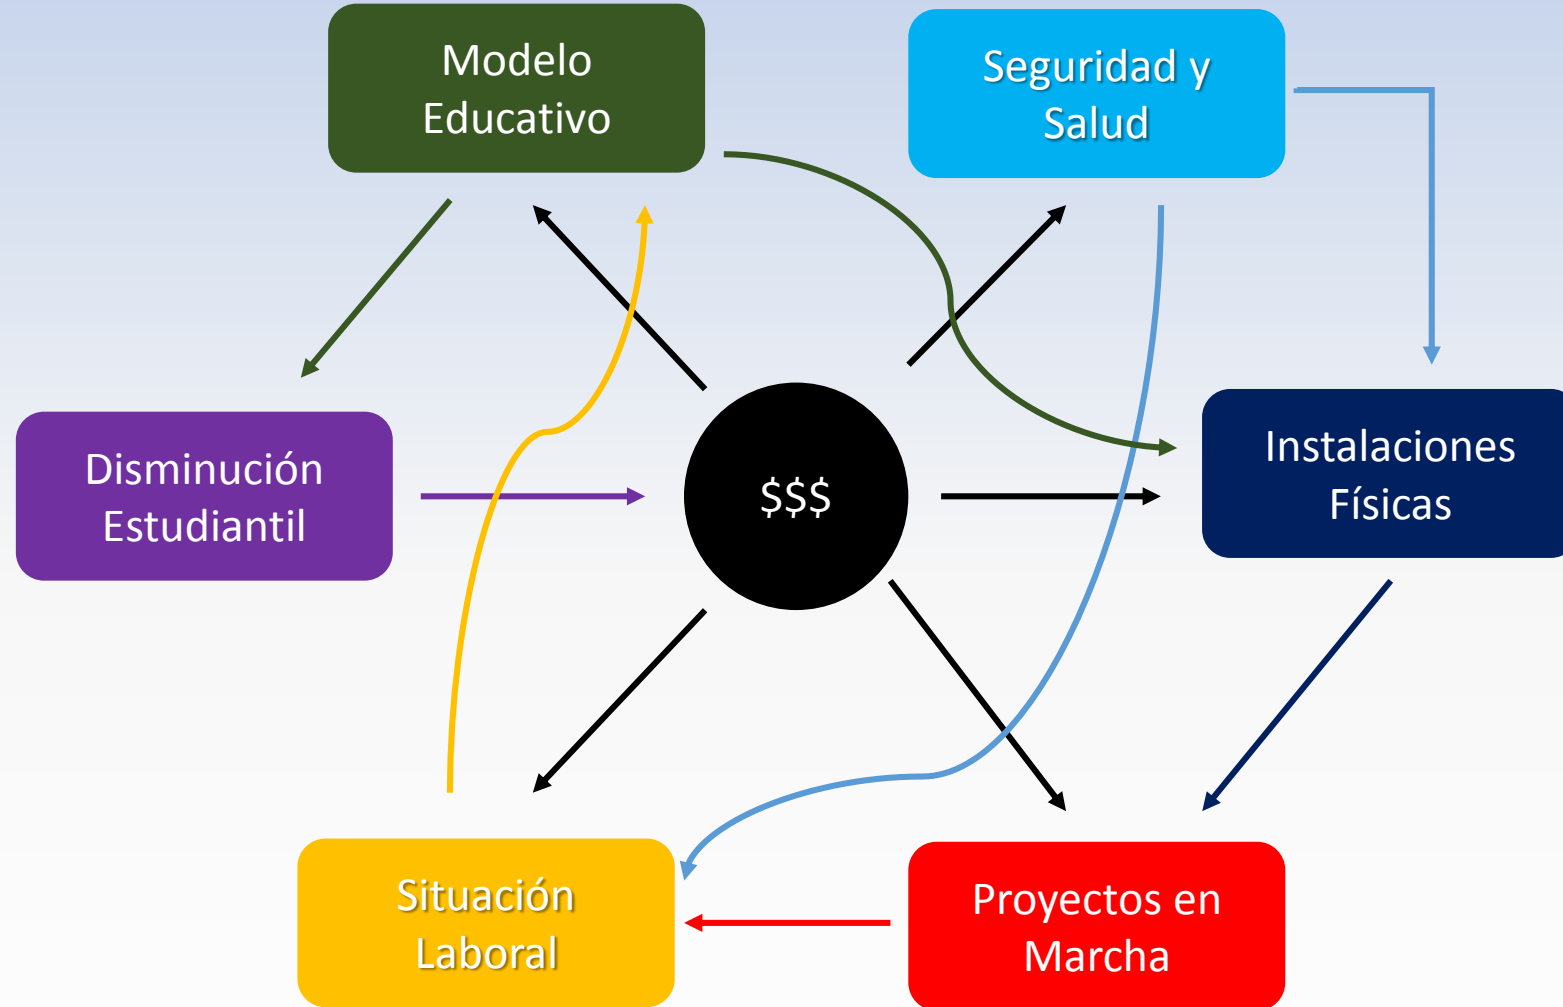 Modelo
Educativo
Seguridad y
Salud
Disminución
Estudiantil
$$$
Instalaciones
Físicas
Situación
Laboral
Proyectos en
Marcha